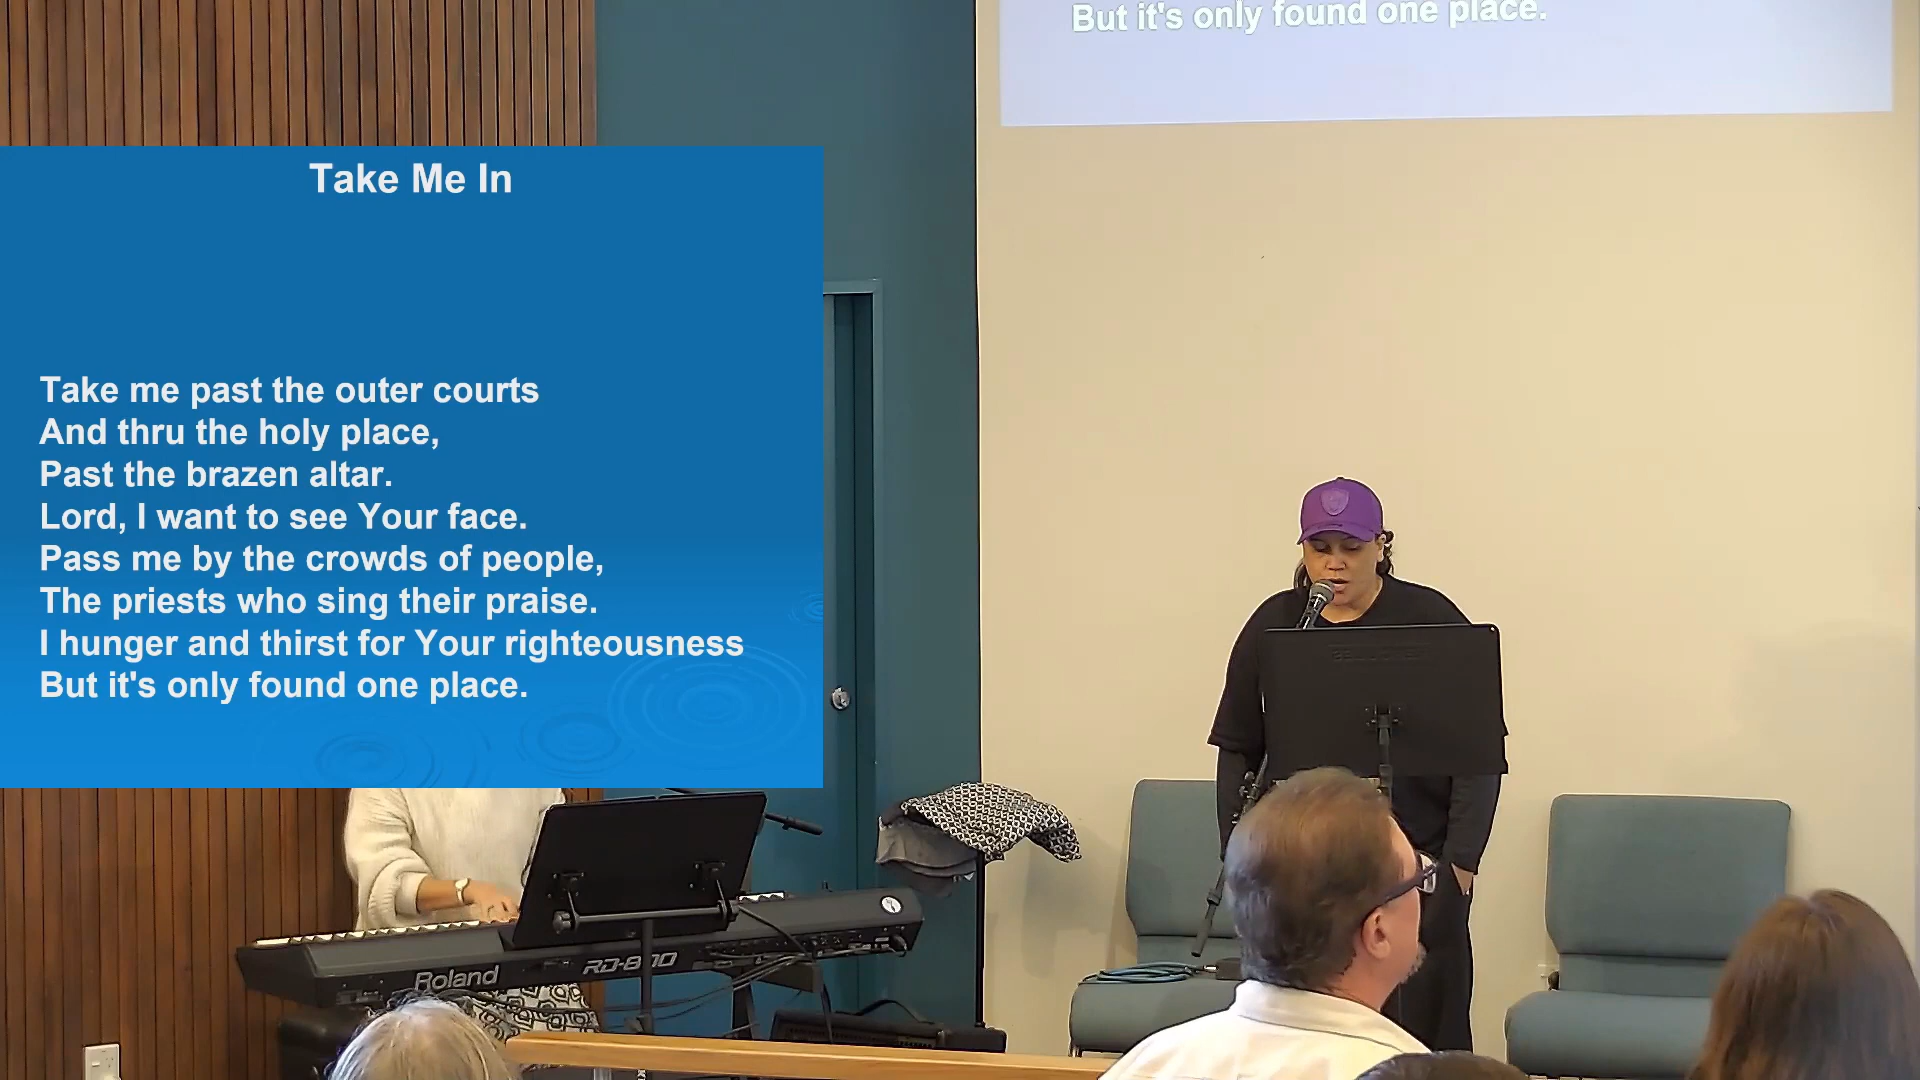 But it's only found one place.
Take Me In
Take me past the outer courts
And thru the holy place,
Past the brazen altar.
Lord, I want to see Your face.
Pass me by the crowds of people,
The priests who sing their praise.
I hunger and thirst for Your righteousness
But it's only found one place.
Roland
RD-800